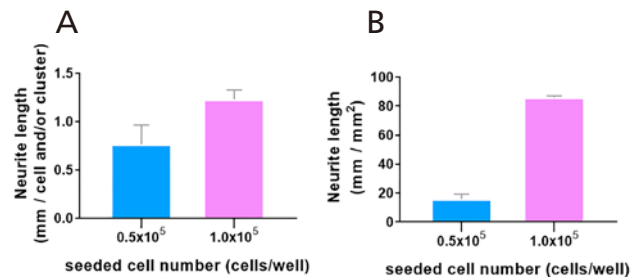 A
Neurite length
(mm / cell and/or cluster)
1.5
1.0
0.5
0.0
0.5x10⁵
1.0x10⁵
seeded cell number (cells/well)
B
Neurite length
(mm / mm²)
100
80
60
40
20
0
0.5x10⁵
1.0x10⁵
seeded cell number (cells/well)